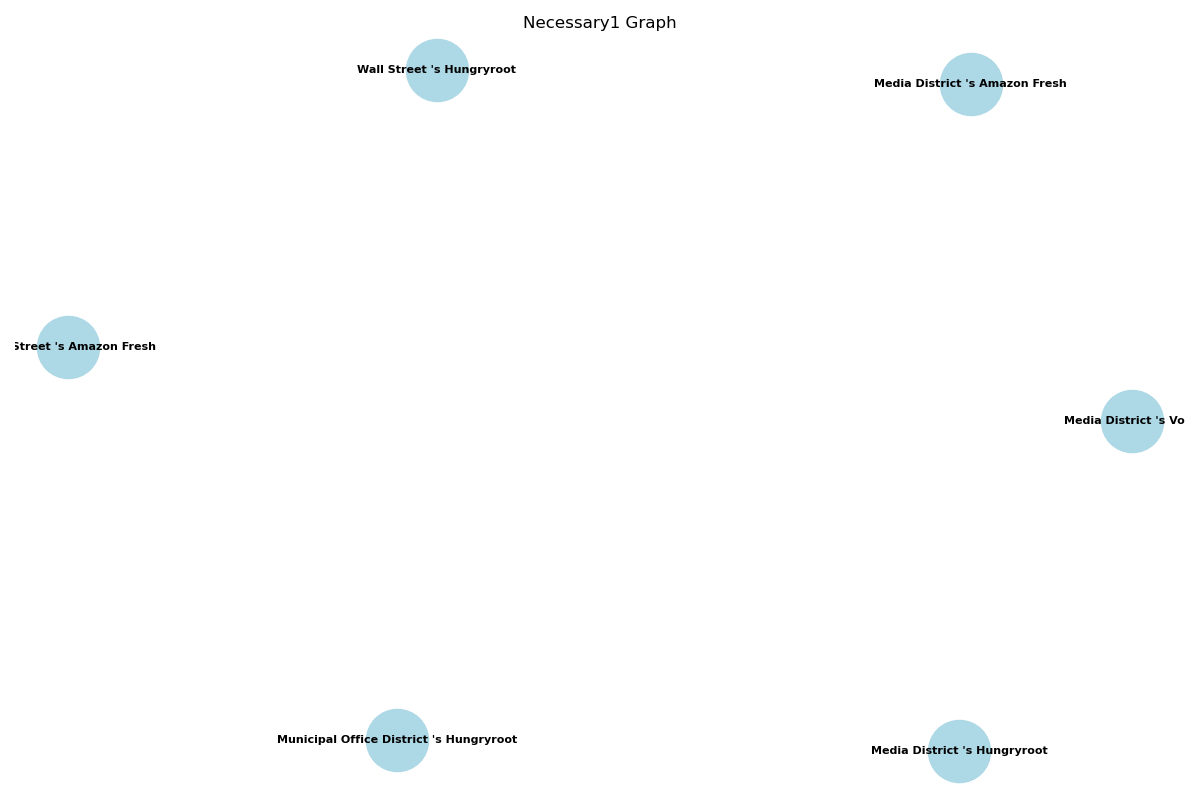 Necessary1 Graph
Wall Street 's Hungryroot
Media District 's Amazon Fresh
Street 's Amazon Fresh
Media District 's Vo
Municipal Office District 's Hungryroot
Media District 's Hungryroot